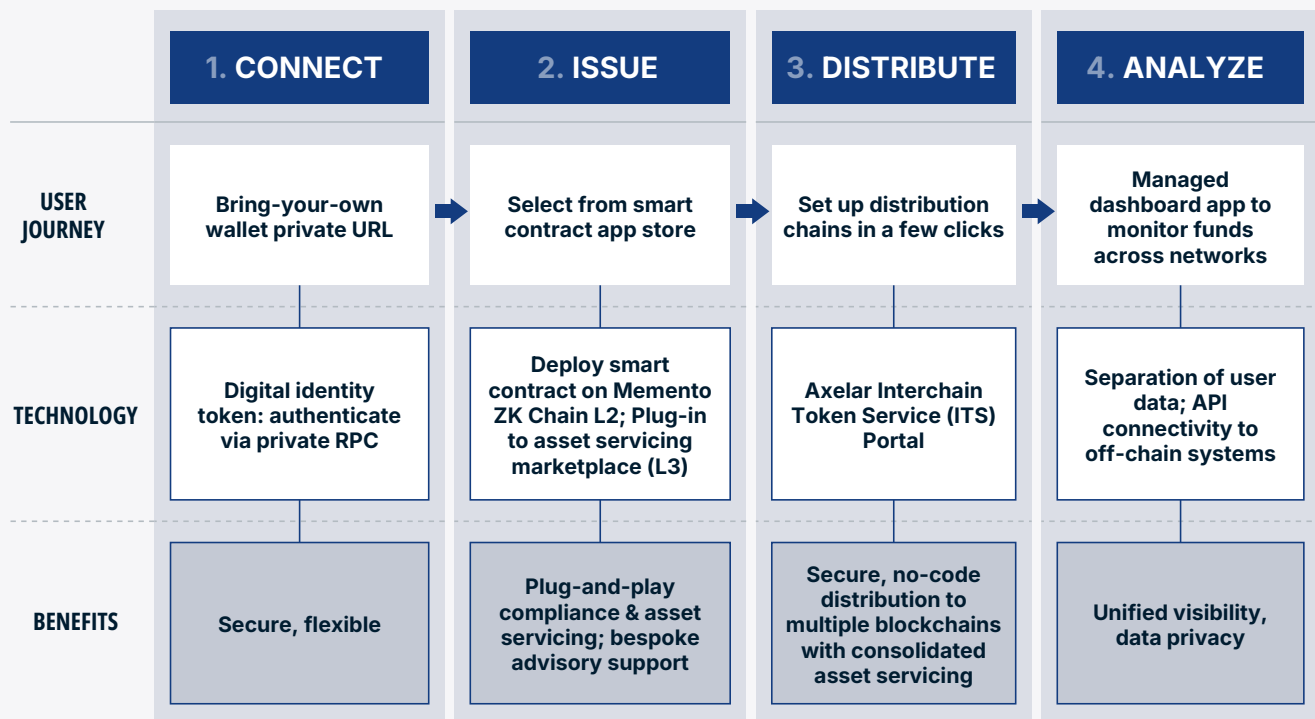 1. CONNECT
2. ISSUE
3. DISTRIBUTE
4. ANALYZE
USER
JOURNEY
Bring-your-own
wallet private URL
Select from smart
contract app store
Set up distribution
chains in a few clicks
Managed
dashboard app to
monitor funds
across networks
TECHNOLOGY
Digital identity
token: authenticate
via private RPC
Deploy smart
contract on Memento
ZK Chain L2; Plug-in
to asset servicing
marketplace (L3)
Axelar Interchain
Token Service (ITS)
Portal
Separation of user
data; API
connectivity to
off-chain systems
BENEFITS
Secure, flexible
Plug-and-play
compliance & asset
servicing; bespoke
advisory support
Secure, no-code
distribution to
multiple blockchains
with consolidated
asset servicing
Unified visibility,
data privacy